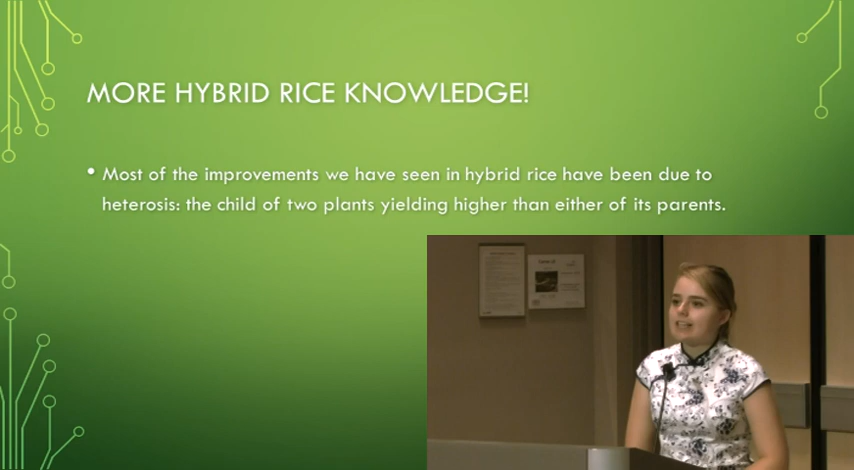 MORE HYBRID RICE KNOWLEDGE!
• Most of the improvements we have seen in hybrid rice have been due to
heterosis: the child of two plants yielding higher than either of its parents.